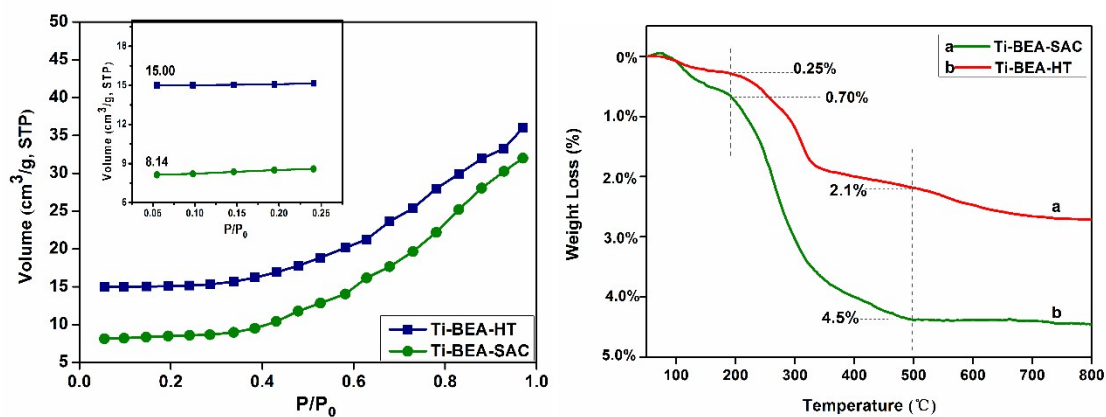 50
45
40
35
30
25
20
15
10
5
Volume (cm³/g, STP)
0.0 0.2 0.4 0.6 0.8 1.0
P/P₀
18
15
12
9
6
Volume (cm³/g, STP)
15.00
8.14
0.05 0.10 0.15 0.20 0.25
P/P₀
Ti-BEA-HT
Ti-BEA-SAC
0%
1.0%
2.0%
3.0%
4.0%
5.0%
Weight Loss (%)
a Ti-BEA-SAC
b Ti-BEA-HT
0.25%
0.70%
2.1%
4.5%
a
b
100 200 300 400 500 600 700 800
Temperature (℃)